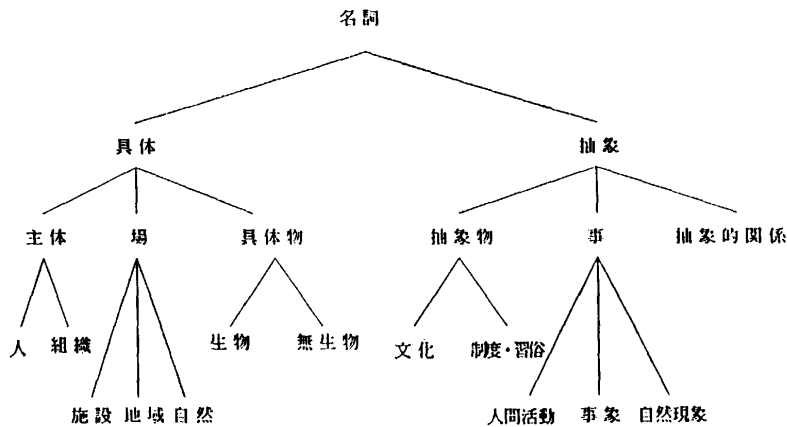 名詞
具体 抽象
主体 場 具体物 抽象物 事 抽象的関係
人 組織 生物 無生物 文化 制度・習俗
施設 地域 自然 人間活動 事象 自然現象